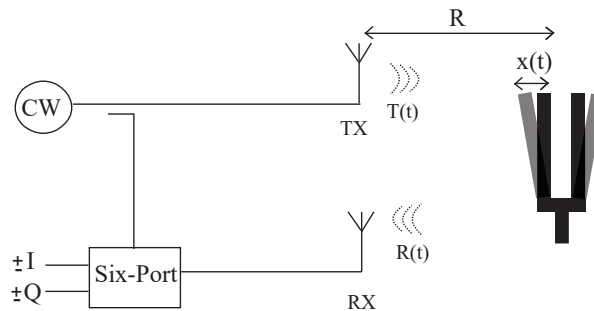 R
x(t)
CW
T(t)
TX
R(t)
±I
Six-Port
±Q
RX